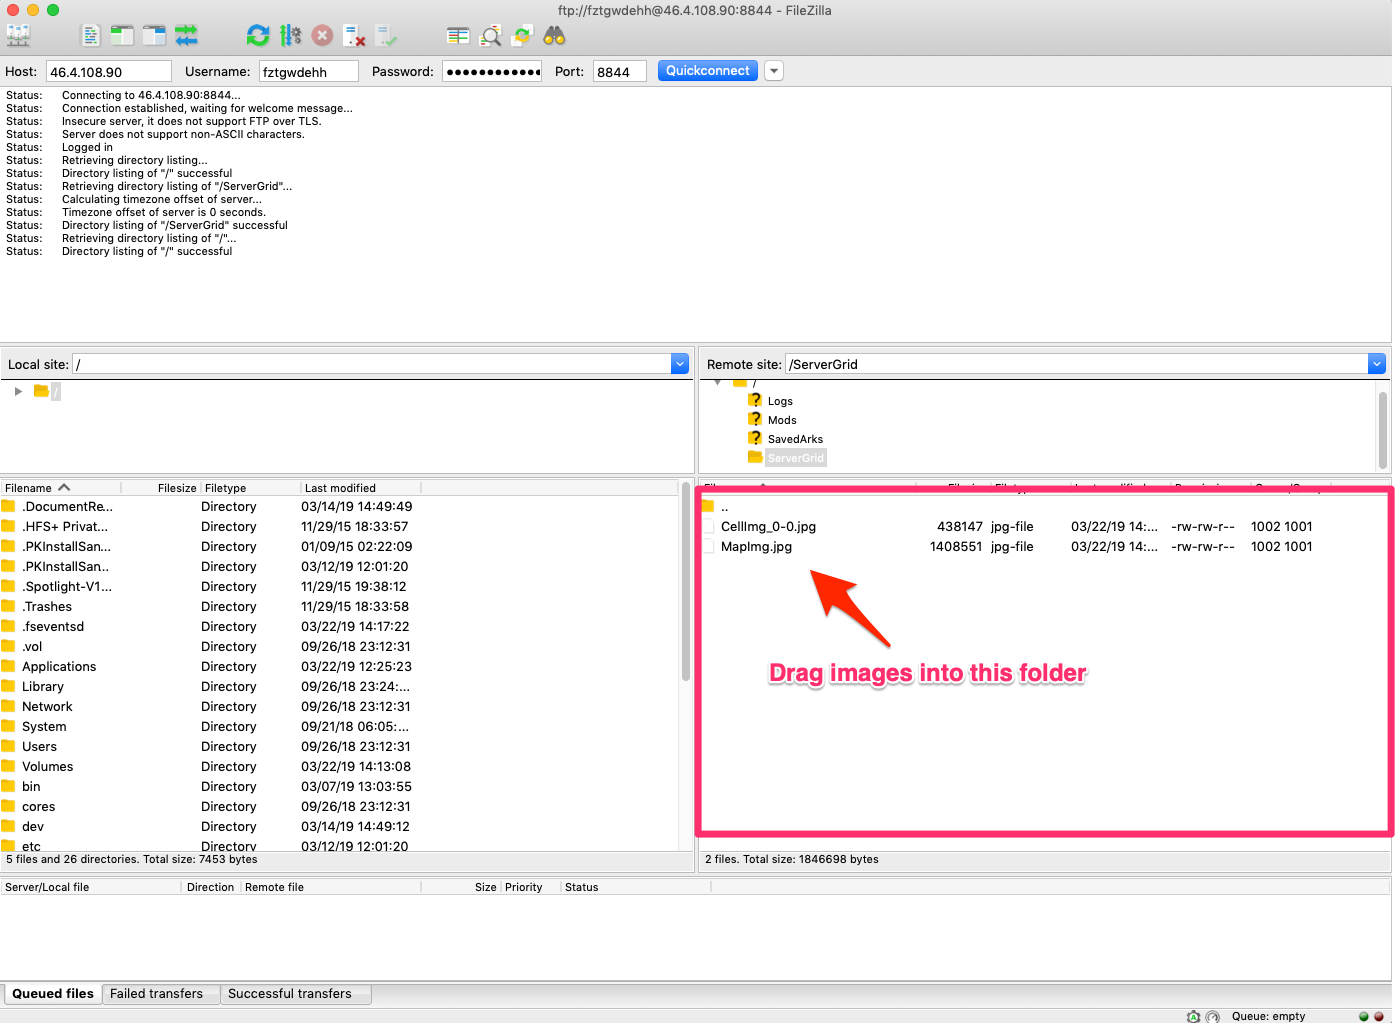 ftp://fztgwdehh@46.4.108.90:8844 - FileZilla
Host: 46.4.108.90 Username: fztgwdehh Password: ●●●●●●●●●●●● Port: 8844 Quickconnect
Status: Connecting to 46.4.108.90:8844...
Status: Connection established, waiting for welcome message...
Status: Insecure server, it does not support FTP over TLS.
Status: Server does not support non-ASCII characters.
Status: Logged in
Status: Retrieving directory listing...
Status: Directory listing of "/" successful
Status: Retrieving directory listing of "/ServerGrid"...
Status: Calculating timezone offset of server...
Status: Timezone offset of server is 0 seconds.
Status: Directory listing of "/ServerGrid" successful
Status: Retrieving directory listing of "/"...
Status: Directory listing of "/" successful
Local site: /
/
Filename Filesize Filetype Last modified
.DocumentRe... Directory 03/14/19 14:49:49
.HFS+ Privat... Directory 11/29/15 18:33:57
.PKInstallSan... Directory 01/09/15 02:22:09
.PKInstallSan... Directory 03/12/19 12:01:20
.Spotlight-V1... Directory 11/29/15 19:38:12
.Trashes Directory 11/29/15 18:33:58
.fseventsd Directory 03/22/19 14:17:22
.vol Directory 09/26/18 23:12:31
Applications Directory 03/22/19 12:25:23
Library Directory 09/26/18 23:24:...
Network Directory 09/26/18 23:12:31
System Directory 09/21/18 06:05:...
Users Directory 09/26/18 23:12:31
Volumes Directory 03/22/19 14:13:08
bin Directory 03/07/19 13:03:55
cores Directory 09/26/18 23:12:31
dev Directory 03/14/19 14:49:12
etc Directory 03/12/19 12:01:20
5 files and 26 directories. Total size: 7453 bytes
Remote site: /ServerGrid
/
? Logs
? Mods
? SavedArks
ServerGrid
..
CellImg_0-0.jpg 438147 jpg-file 03/22/19 14:... -rw-rw-r-- 1002 1001
MapImg.jpg 1408551 jpg-file 03/22/19 14:... -rw-rw-r-- 1002 1001
Drag images into this folder
2 files. Total size: 1846698 bytes
Server/Local file Direction Remote file Size Priority Status
Queued files Failed transfers Successful transfers
Queue: empty